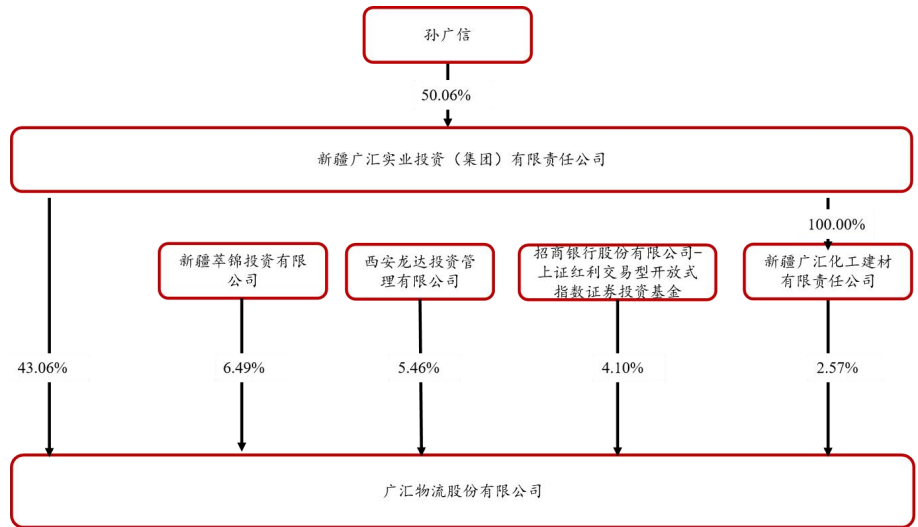 孙广信
50.06%
新疆广汇实业投资（集团）有限责任公司
100.00%
新疆萃锦投资有限
公司
西安龙达投资管
理有限公司
招商银行股份有限公司-
上证红利交易型开放式
指数证券投资基金
新疆广汇化工建材
有限责任公司
43.06%
6.49%
5.46%
4.10%
2.57%
广汇物流股份有限公司